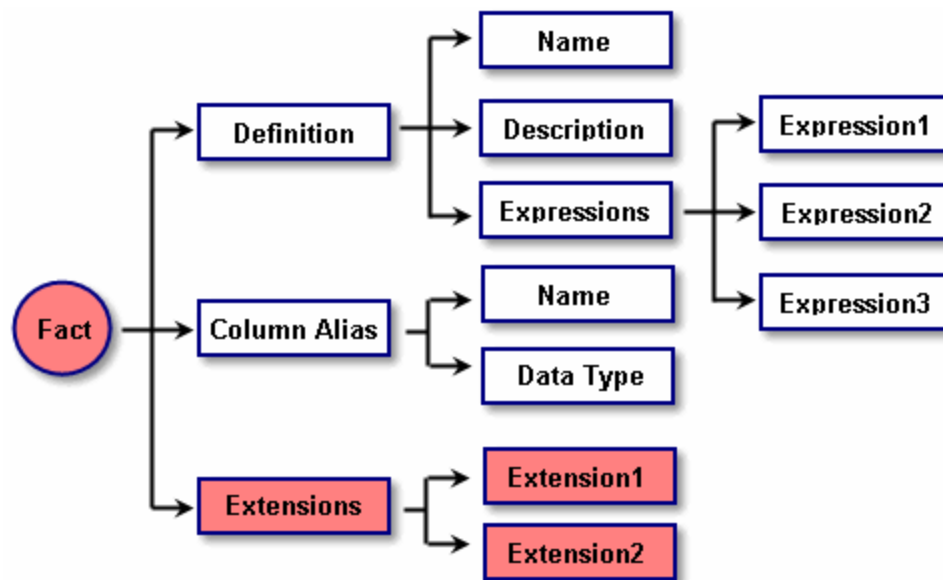 Name
Definition
Description
Expression1
Expressions
Expression2
Name
Expression3
Fact
Column Alias
Data Type
Extensions
Extension1
Extension2